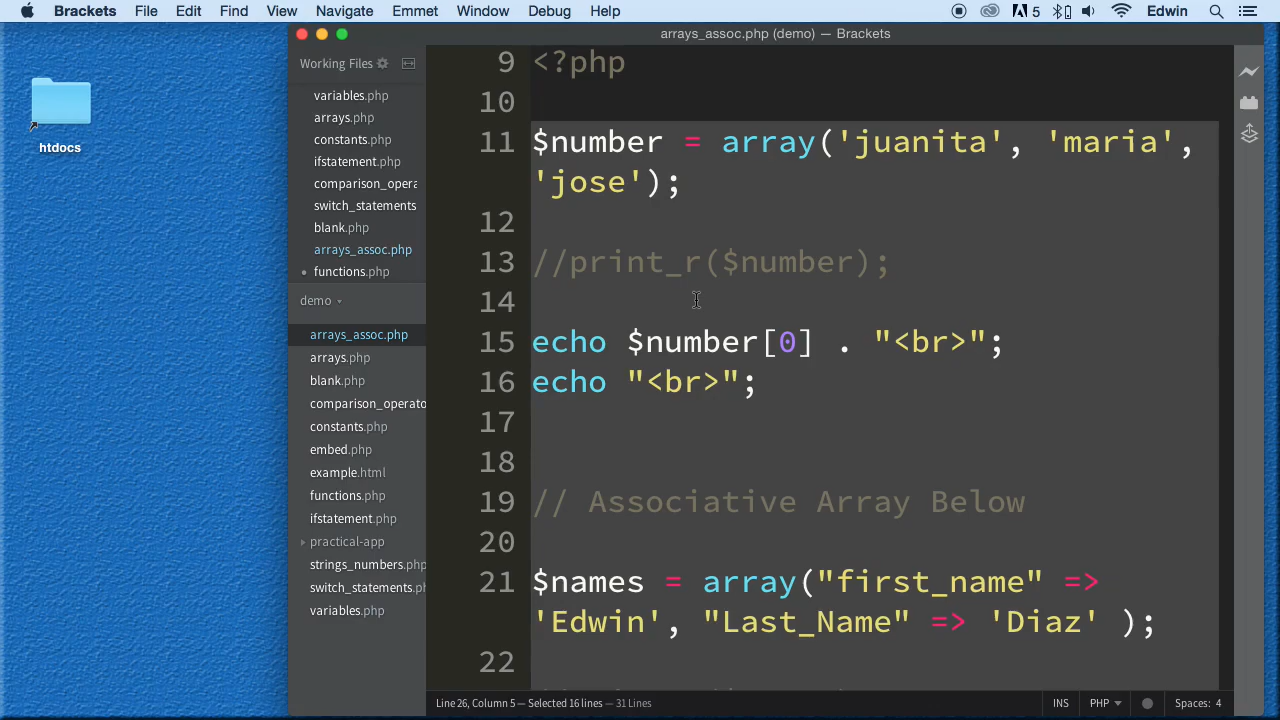 Brackets File Edit Find View Navigate Emmet Window Debug Help 5 Edwin
arrays_assoc.php (demo) — Brackets
htdocs
Working Files
variables.php
arrays.php
constants.php
ifstatement.php
comparison_opera
switch_statements
blank.php
arrays_assoc.php
functions.php
demo
arrays_assoc.php
arrays.php
blank.php
comparison_operato
constants.php
embed.php
example.html
functions.php
ifstatement.php
practical-app
strings_numbers.php
switch_statements.ph
variables.php
9 <?php
10
11 $number = array('juanita', 'maria',
'jose');
12
13 //print_r($number);
14
15 echo $number[0] . "<br>";
16 echo "<br>";
17
18
19 // Associative Array Below
20
21 $names = array("first_name" =>
'Edwin', "Last_Name" => 'Diaz' );
22
Line 26, Column 5 — Selected 16 lines — 31 Lines
INS PHP Spaces: 4